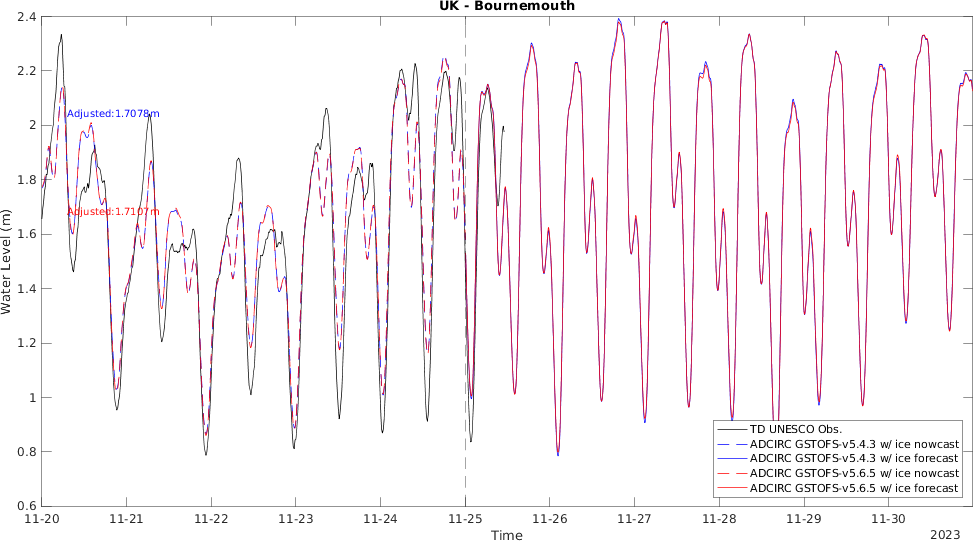 UK - Bournemouth
2.4
2.2
2
1.8
1.6
1.4
1.2
1
0.8
0.6
Water Level (m)
Adjusted:1.7078m
Adjusted:1.7107m
TD UNESCO Obs.
ADCIRC GSTOFS-v5.4.3 w/ ice nowcast
ADCIRC GSTOFS-v5.4.3 w/ ice forecast
ADCIRC GSTOFS-v5.6.5 w/ ice nowcast
ADCIRC GSTOFS-v5.6.5 w/ ice forecast
11-20 11-21 11-22 11-23 11-24 11-25 11-26 11-27 11-28 11-29 11-30
Time
2023